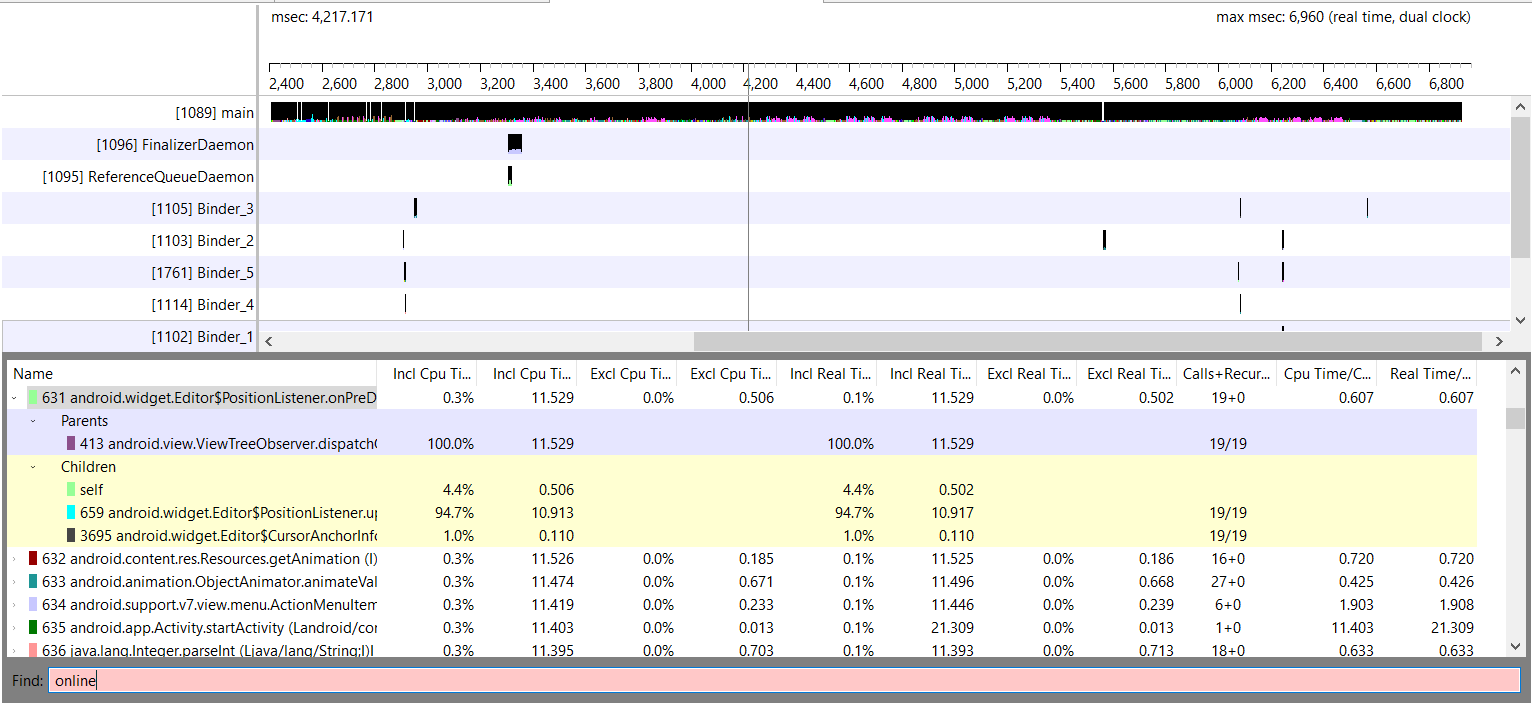 msec: 4,217.171 max msec: 6,960 (real time, dual clock)
2,400 2,600 2,800 3,000 3,200 3,400 3,600 3,800 4,000 4,200 4,400 4,600 4,800 5,000 5,200 5,400 5,600 5,800 6,000 6,200 6,400 6,600 6,800
[1089] main
[1096] FinalizerDaemon
[1095] ReferenceQueueDaemon
[1105] Binder_3
[1103] Binder_2
[1761] Binder_5
[1114] Binder_4
[1102] Binder_1
Name Incl Cpu Ti... Incl Cpu Ti... Excl Cpu Ti... Excl Cpu Ti... Incl Real Ti... Incl Real Ti... Excl Real Ti... Excl Real Ti... Calls+Recur... Cpu Time/C... Real Time/...
631 android.widget.Editor$PositionListener.onPreD 0.3% 11.529 0.0% 0.506 0.1% 11.529 0.0% 0.502 19+0 0.607 0.607
Parents
413 android.view.ViewTreeObserver.dispatchO 100.0% 11.529 100.0% 11.529 19/19
Children
self 4.4% 0.506 4.4% 0.502
659 android.widget.Editor$PositionListener.up 94.7% 10.913 94.7% 10.917 19/19
3695 android.widget.Editor$CursorAnchorInfo 1.0% 0.110 1.0% 0.110 19/19
632 android.content.res.Resources.getAnimation (I) 0.3% 11.526 0.0% 0.185 0.1% 11.525 0.0% 0.186 16+0 0.720 0.720
633 android.animation.ObjectAnimator.animateVal 0.3% 11.474 0.0% 0.671 0.1% 11.496 0.0% 0.668 27+0 0.425 0.426
634 android.support.v7.view.menu.ActionMenuItem 0.3% 11.419 0.0% 0.233 0.1% 11.446 0.0% 0.239 6+0 1.903 1.908
635 android.app.Activity.startActivity (Landroid/con 0.3% 11.403 0.0% 0.013 0.1% 21.309 0.0% 0.013 1+0 11.403 21.309
636 java.lang.Integer.parseInt (Ljava/lang/String;I)I 0.3% 11.395 0.0% 0.703 0.1% 11.393 0.0% 0.713 18+0 0.633 0.633
Find: online